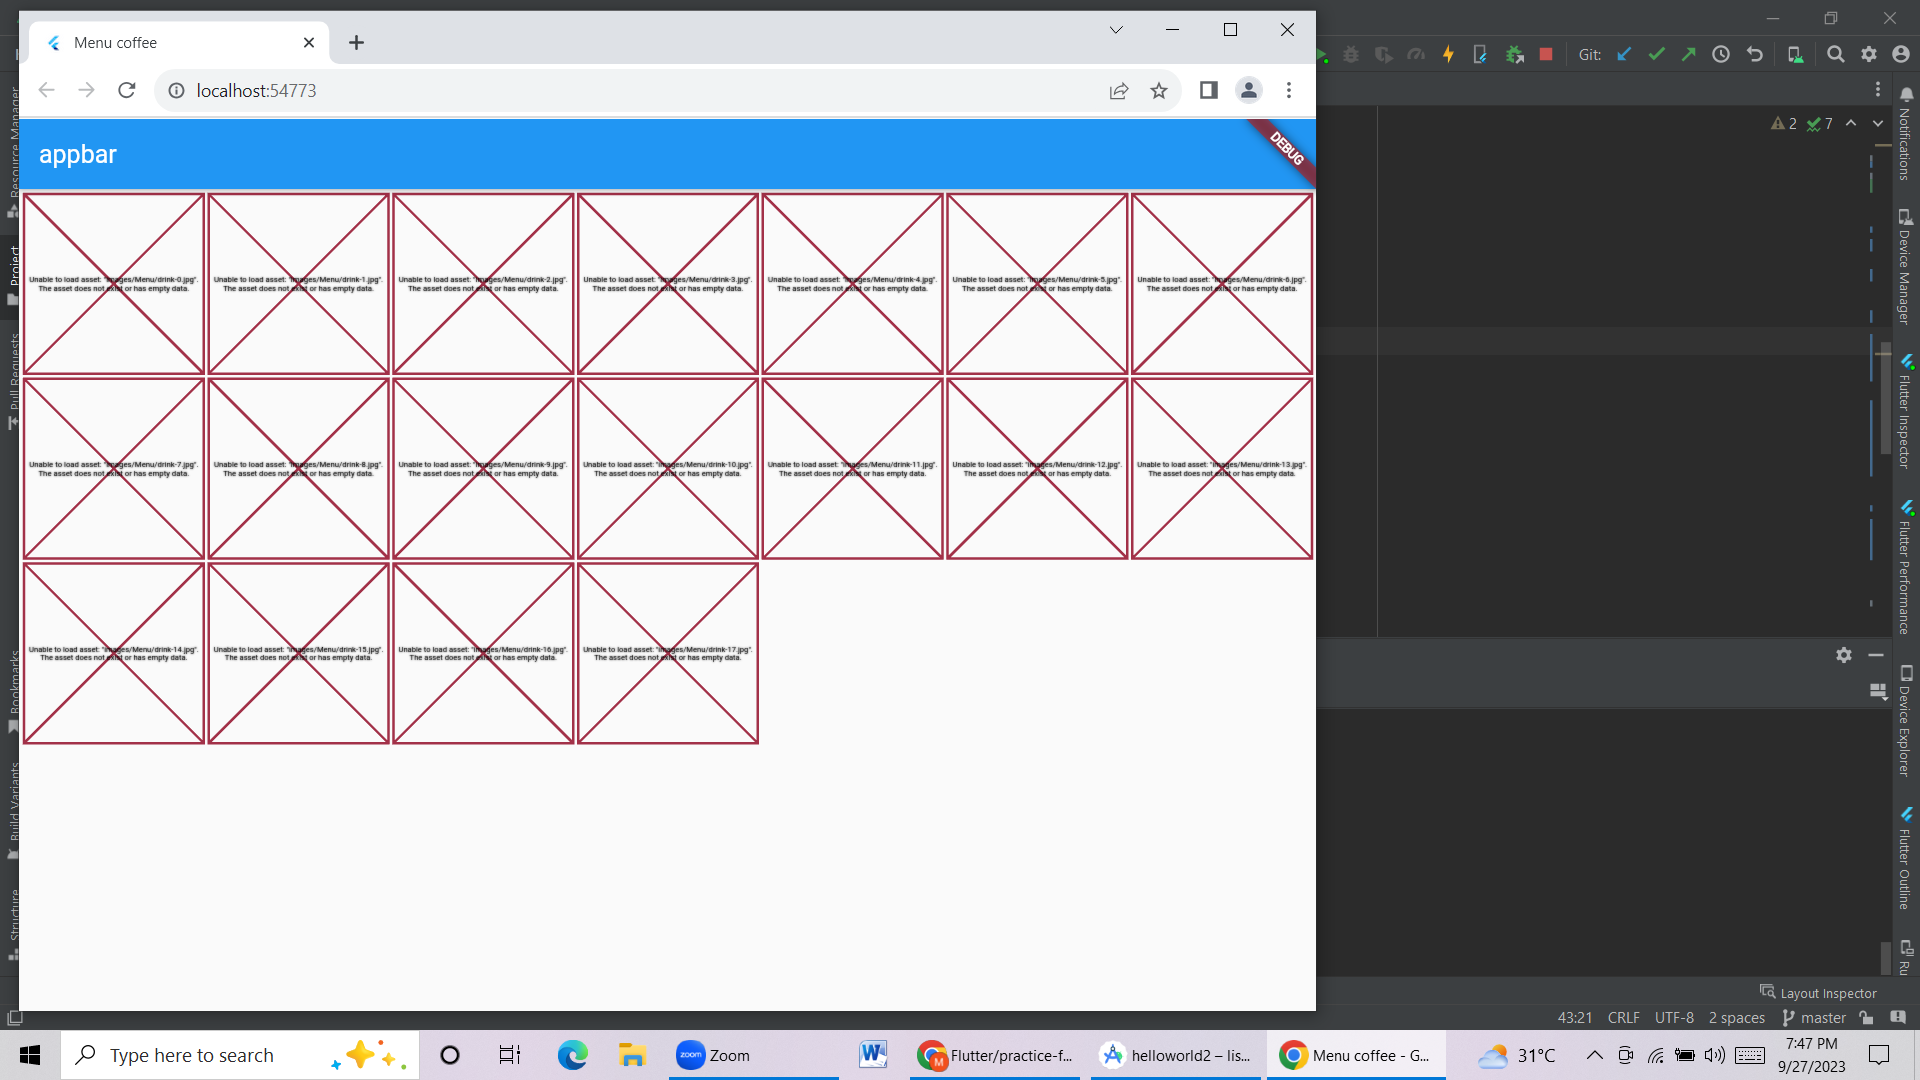 Menu coffee
localhost:54773
appbar
DEBUG
Unable to load asset: "images/Menu/drink-0.jpg".
The asset does not exist or has empty data.
Unable to load asset: "images/Menu/drink-1.jpg".
The asset does not exist or has empty data.
Unable to load asset: "images/Menu/drink-2.jpg".
The asset does not exist or has empty data.
Unable to load asset: "images/Menu/drink-3.jpg".
The asset does not exist or has empty data.
Unable to load asset: "images/Menu/drink-4.jpg".
The asset does not exist or has empty data.
Unable to load asset: "images/Menu/drink-5.jpg".
The asset does not exist or has empty data.
Unable to load asset: "images/Menu/drink-6.jpg".
The asset does not exist or has empty data.
Unable to load asset: "images/Menu/drink-7.jpg".
The asset does not exist or has empty data.
Unable to load asset: "images/Menu/drink-8.jpg".
The asset does not exist or has empty data.
Unable to load asset: "images/Menu/drink-9.jpg".
The asset does not exist or has empty data.
Unable to load asset: "images/Menu/drink-10.jpg".
The asset does not exist or has empty data.
Unable to load asset: "images/Menu/drink-11.jpg".
The asset does not exist or has empty data.
Unable to load asset: "images/Menu/drink-12.jpg".
The asset does not exist or has empty data.
Unable to load asset: "images/Menu/drink-13.jpg".
The asset does not exist or has empty data.
Unable to load asset: "images/Menu/drink-14.jpg".
The asset does not exist or has empty data.
Unable to load asset: "images/Menu/drink-15.jpg".
The asset does not exist or has empty data.
Unable to load asset: "images/Menu/drink-16.jpg".
The asset does not exist or has empty data.
Unable to load asset: "images/Menu/drink-17.jpg".
The asset does not exist or has empty data.
Resource Manager
Project
Pull Requests
Bookmarks
Build Variants
Structure
Git:
2 7
Notifications
Device Manager
Flutter Inspector
Flutter Performance
Device Explorer
Flutter Outline
Ru
Layout Inspector
43:21 CRLF UTF-8 2 spaces master
Type here to search
zoom Zoom
W
M Flutter/practice-f...
helloworld2 – lis...
Menu coffee - G...
31°C
7:47 PM
9/27/2023